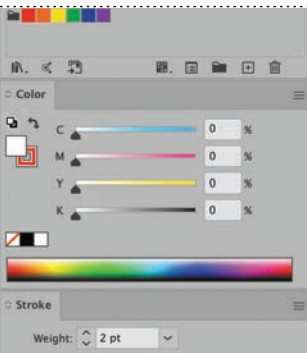 Color
C 0 %
M 0 %
Y 0 %
K 0 %
Stroke
Weight: 2 pt